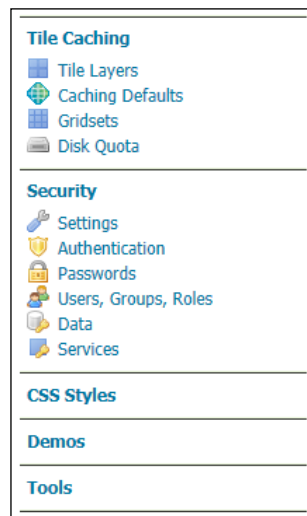 Tile Caching
Tile Layers
Caching Defaults
Gridsets
Disk Quota
Security
Settings
Authentication
Passwords
Users, Groups, Roles
Data
Services
CSS Styles
Demos
Tools